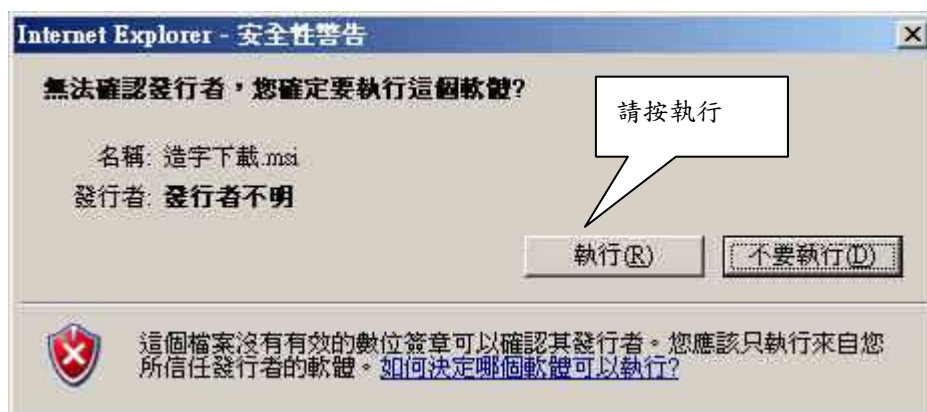 Internet Explorer - 安全性警告
無法確認發行者，您確定要執行這個軟體?
請按執行
名稱: 造字下載.msi
發行者: 發行者不明
執行(R)
不要執行(D)
這個檔案沒有有效的數位簽章可以確認其發行者。您應該只執行來自您
所信任發行者的軟體。如何決定哪個軟體可以執行?